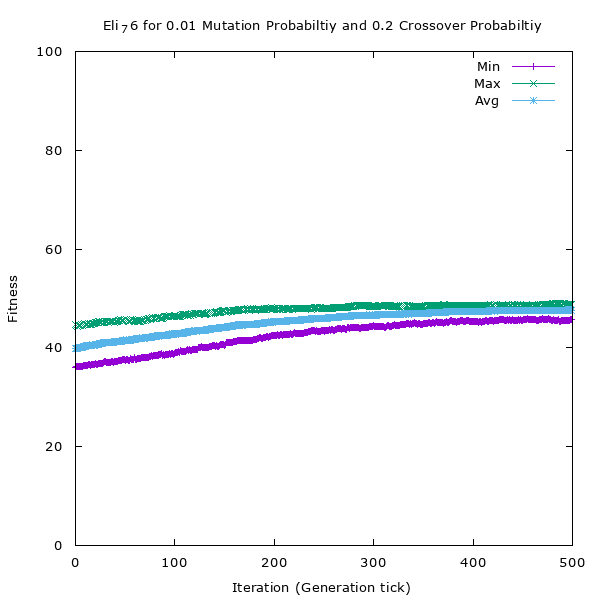 Eli₇6 for 0.01 Mutation Probabiltiy and 0.2 Crossover Probabiltiy
100
80
60
40
20
0
0 100 200 300 400 500
Fitness
Iteration (Generation tick)
Min
Max
Avg